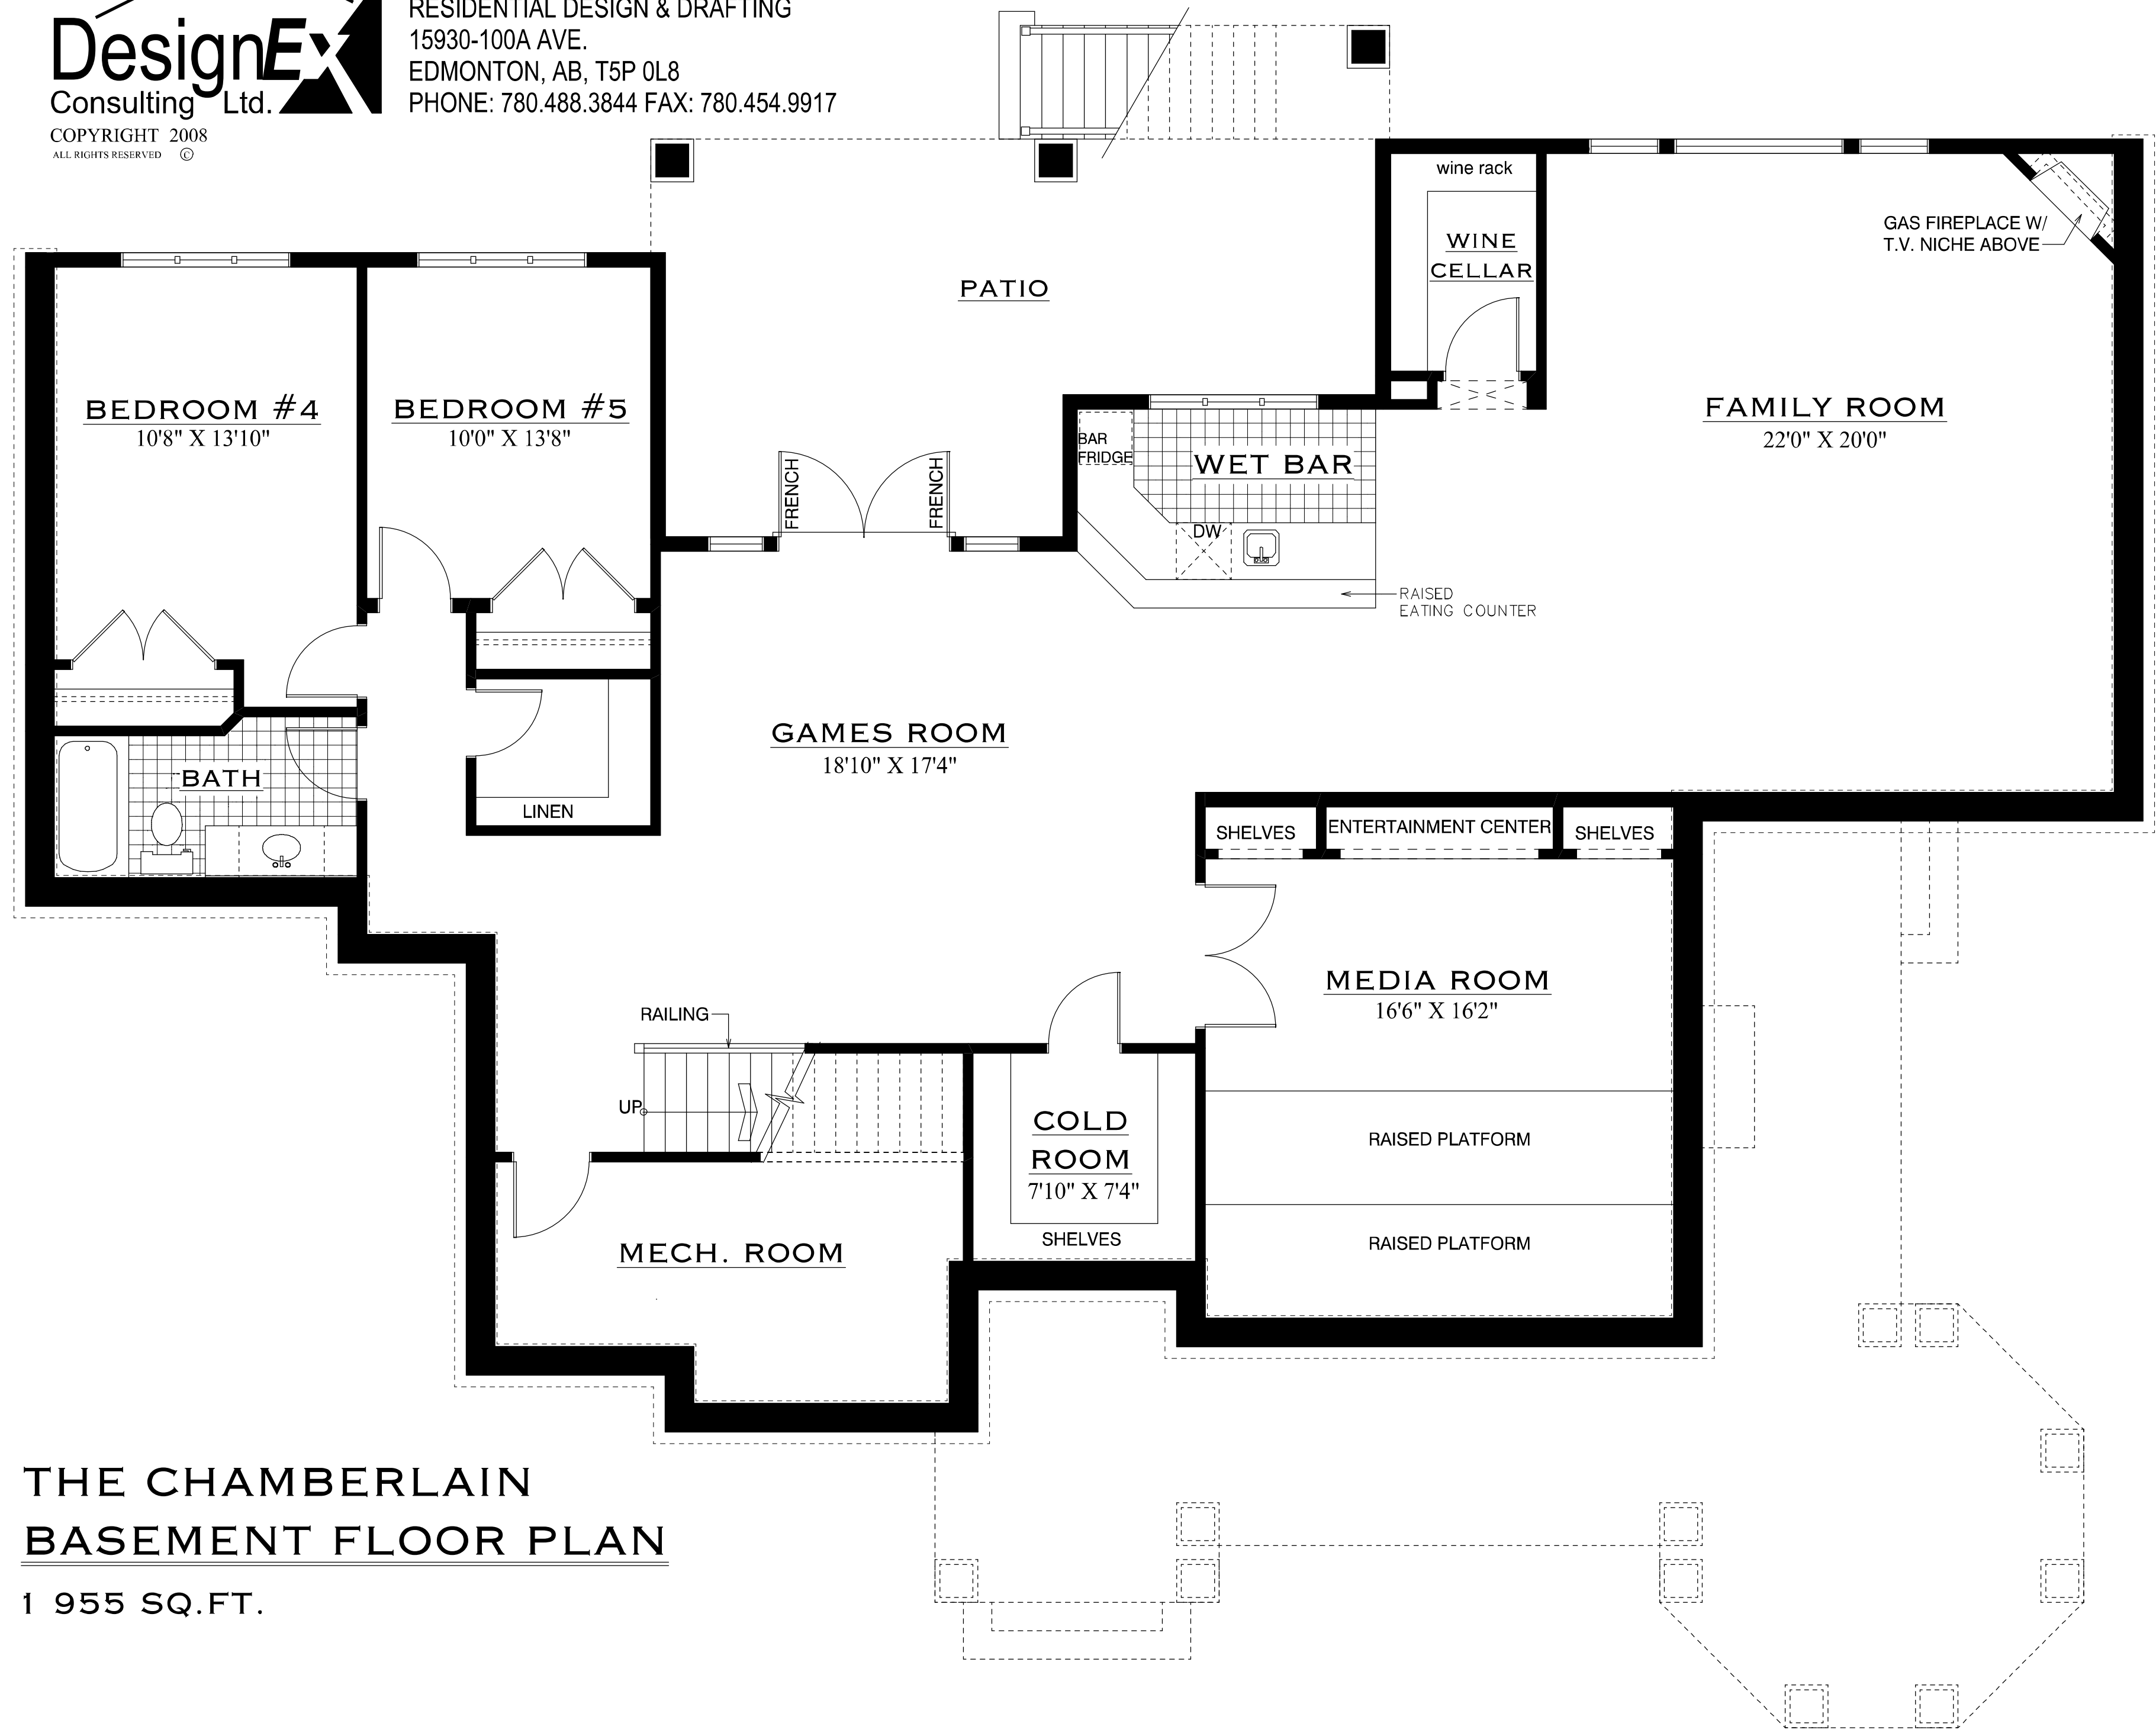 DesignEx
Consulting Ltd.
COPYRIGHT 2008
ALL RIGHTS RESERVED ©
RESIDENTIAL DESIGN & DRAFTING
15930-100A AVE.
EDMONTON, AB, T5P 0L8
PHONE: 780.488.3844 FAX: 780.454.9917
wine rack
WINE
CELLAR
GAS FIREPLACE W/
T.V. NICHE ABOVE
PATIO
BEDROOM #4
10'8" X 13'10"
BEDROOM #5
10'0" X 13'8"
FRENCH
FRENCH
BAR
FRIDGE
WET BAR
DW
FAMILY ROOM
22'0" X 20'0"
RAISED
EATING COUNTER
GAMES ROOM
18'10" X 17'4"
BATH
LINEN
SHELVES
ENTERTAINMENT CENTER
SHELVES
MEDIA ROOM
16'6" X 16'2"
RAILING
UP
COLD
ROOM
7'10" X 7'4"
SHELVES
RAISED PLATFORM
RAISED PLATFORM
MECH. ROOM
THE CHAMBERLAIN
BASEMENT FLOOR PLAN
1 955 SQ.FT.